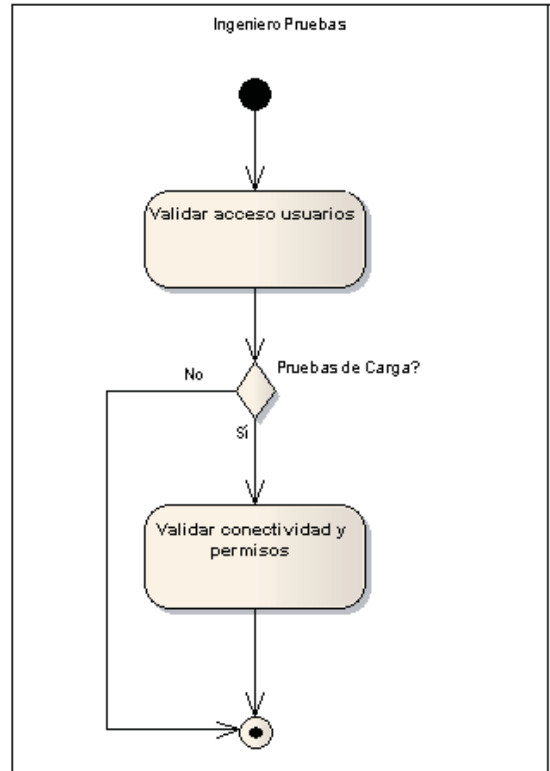 Ingeniero Pruebas
Validar acceso usuarios
Pruebas de Carga?
No
Sí
Validar conectividad y
permisos